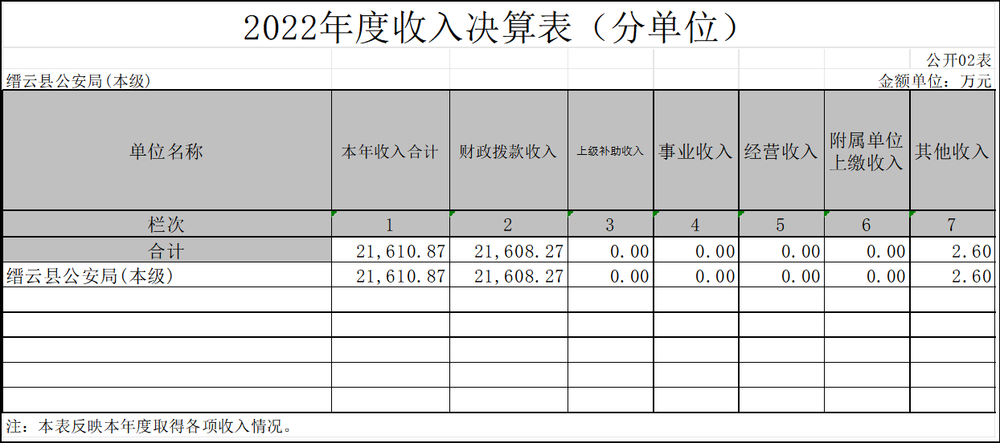 2022年度收入决算表（分单位）
公开02表
缙云县公安局(本级) 金额单位：万元
单位名称 本年收入合计 财政拨款收入 上级补助收入 事业收入 经营收入 附属单位上缴收入 其他收入
栏次 1 2 3 4 5 6 7
合计 21,610.87 21,608.27 0.00 0.00 0.00 0.00 2.60
缙云县公安局(本级) 21,610.87 21,608.27 0.00 0.00 0.00 0.00 2.60
注：本表反映本年度取得各项收入情况。